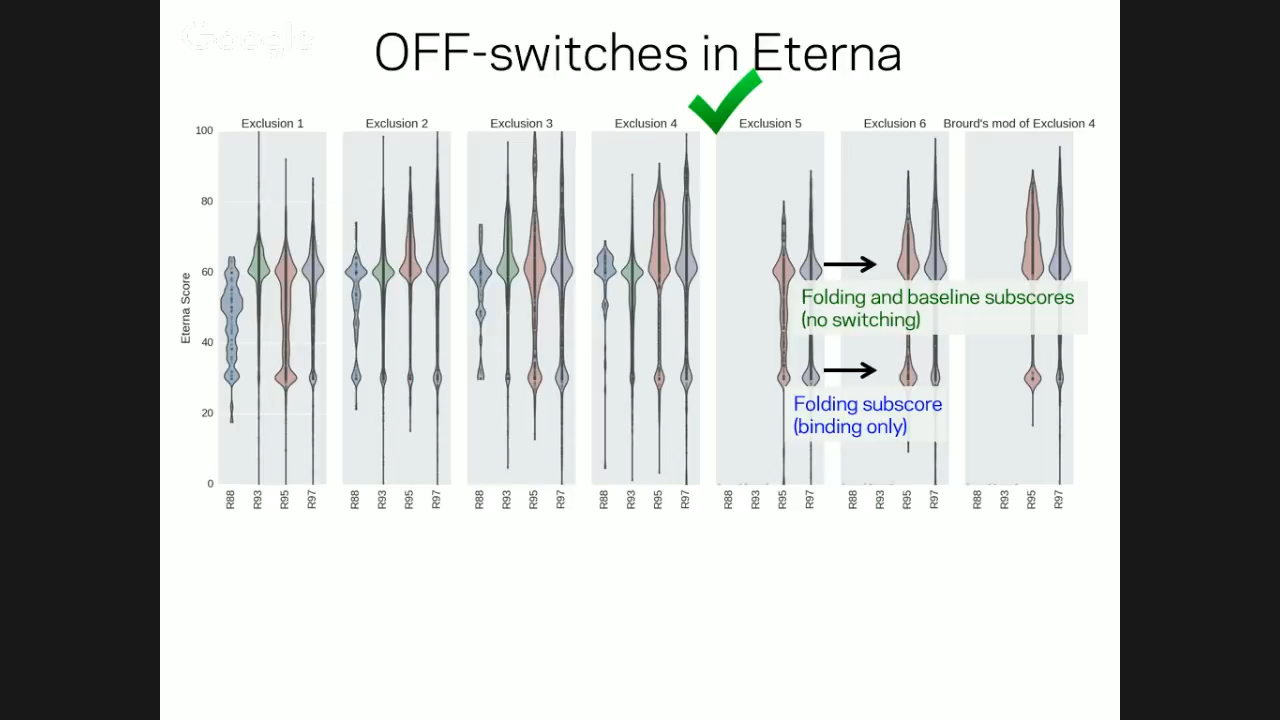 Google
OFF-switches in Eterna
Exclusion 1 Exclusion 2 Exclusion 3 Exclusion 4 Exclusion 5 Exclusion 6 Brourd's mod of Exclusion 4
100
80
60
40
20
0
Eterna Score
Folding and baseline subscores
(no switching)
Folding subscore
(binding only)
R88 R93 R95 R97 R88 R93 R95 R97 R88 R93 R95 R97 R88 R93 R95 R97 R88 R93 R95 R97 R88 R93 R95 R97 R88 R93 R95 R97